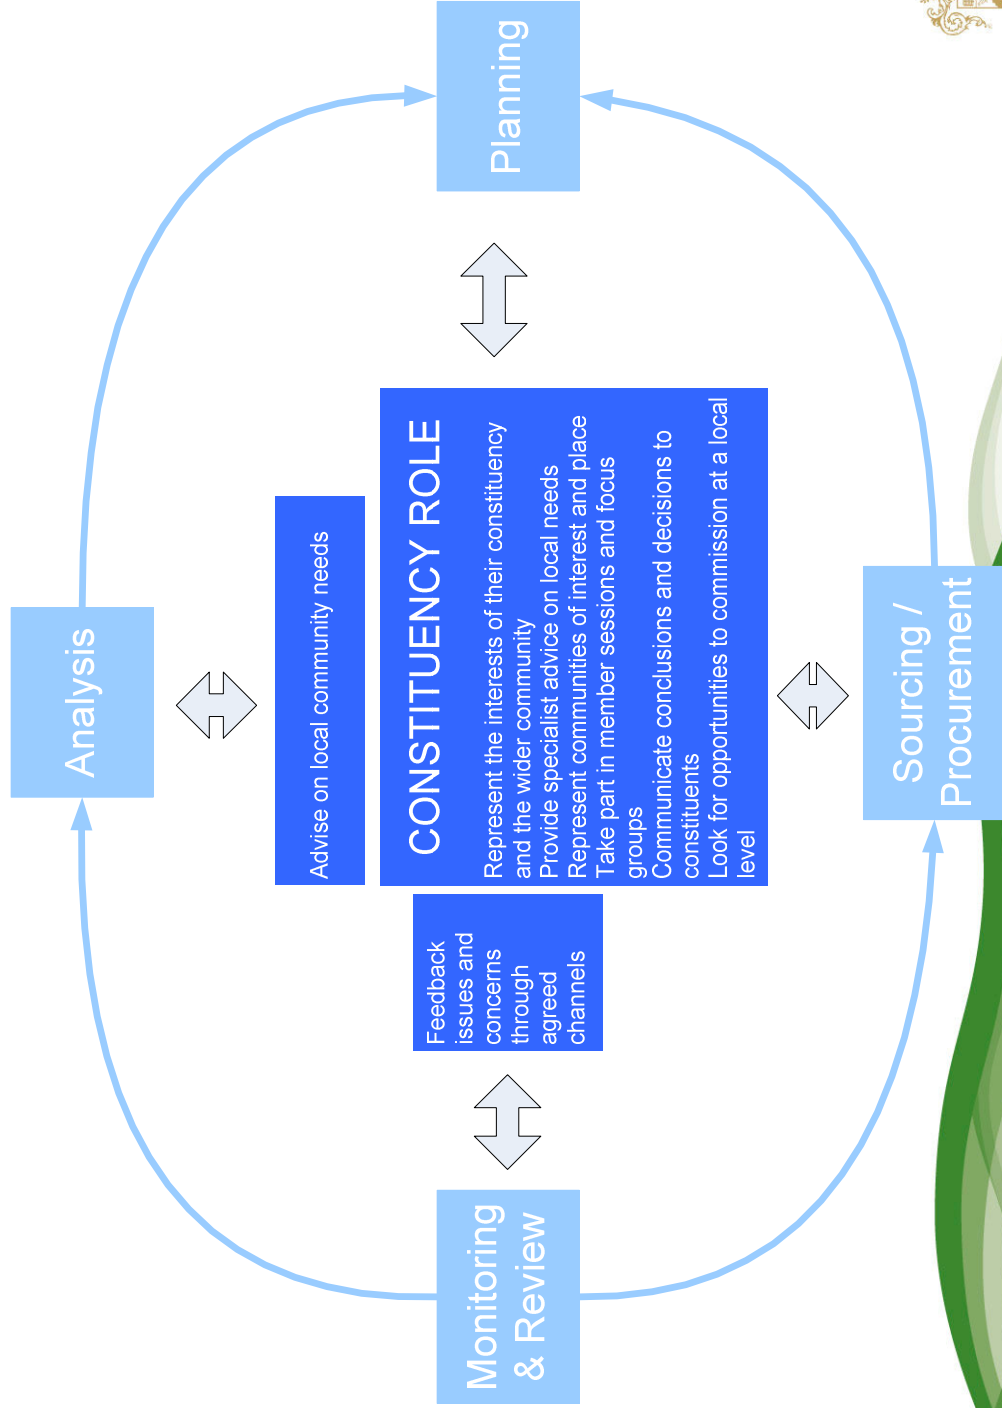 Analysis
Planning
Advise on local community needs
CONSTITUENCY ROLE
Represent the interests of their constituency
and the wider community
Provide specialist advice on local needs
Represent communities of interest and place
Take part in member sessions and focus
groups
Communicate conclusions and decisions to
constituents
Look for opportunities to commission at a local
level
Feedback
issues and
concerns
through
agreed
channels
Monitoring
& Review
Sourcing /
Procurement